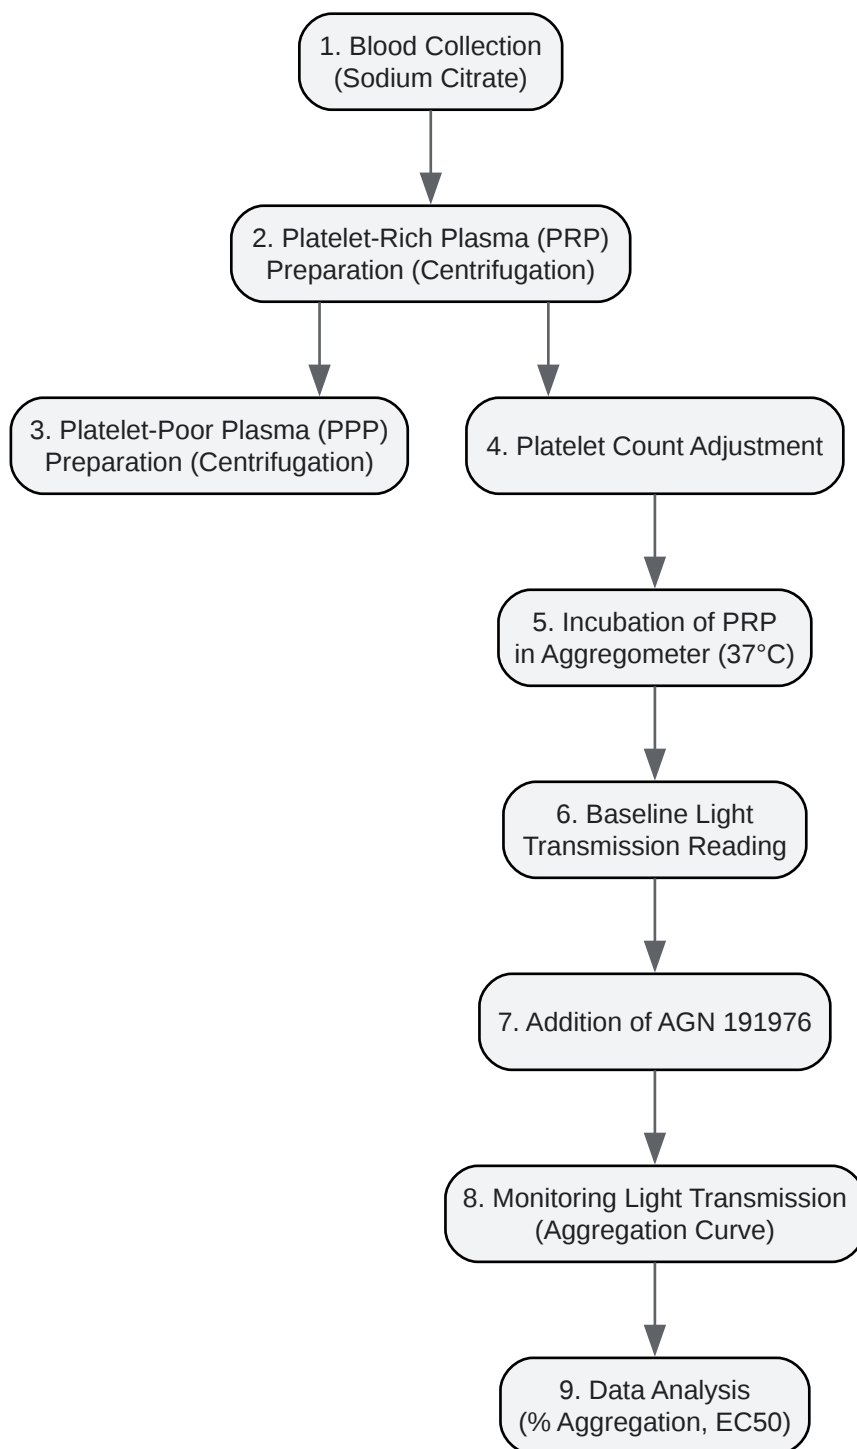 1. Blood Collection
(Sodium Citrate)
2. Platelet-Rich Plasma (PRP)
Preparation (Centrifugation)
3. Platelet-Poor Plasma (PPP)
Preparation (Centrifugation)
4. Platelet Count Adjustment
5. Incubation of PRP
in Aggregometer (37°C)
6. Baseline Light
Transmission Reading
7. Addition of AGN 191976
8. Monitoring Light Transmission
(Aggregation Curve)
9. Data Analysis
(% Aggregation, EC50)